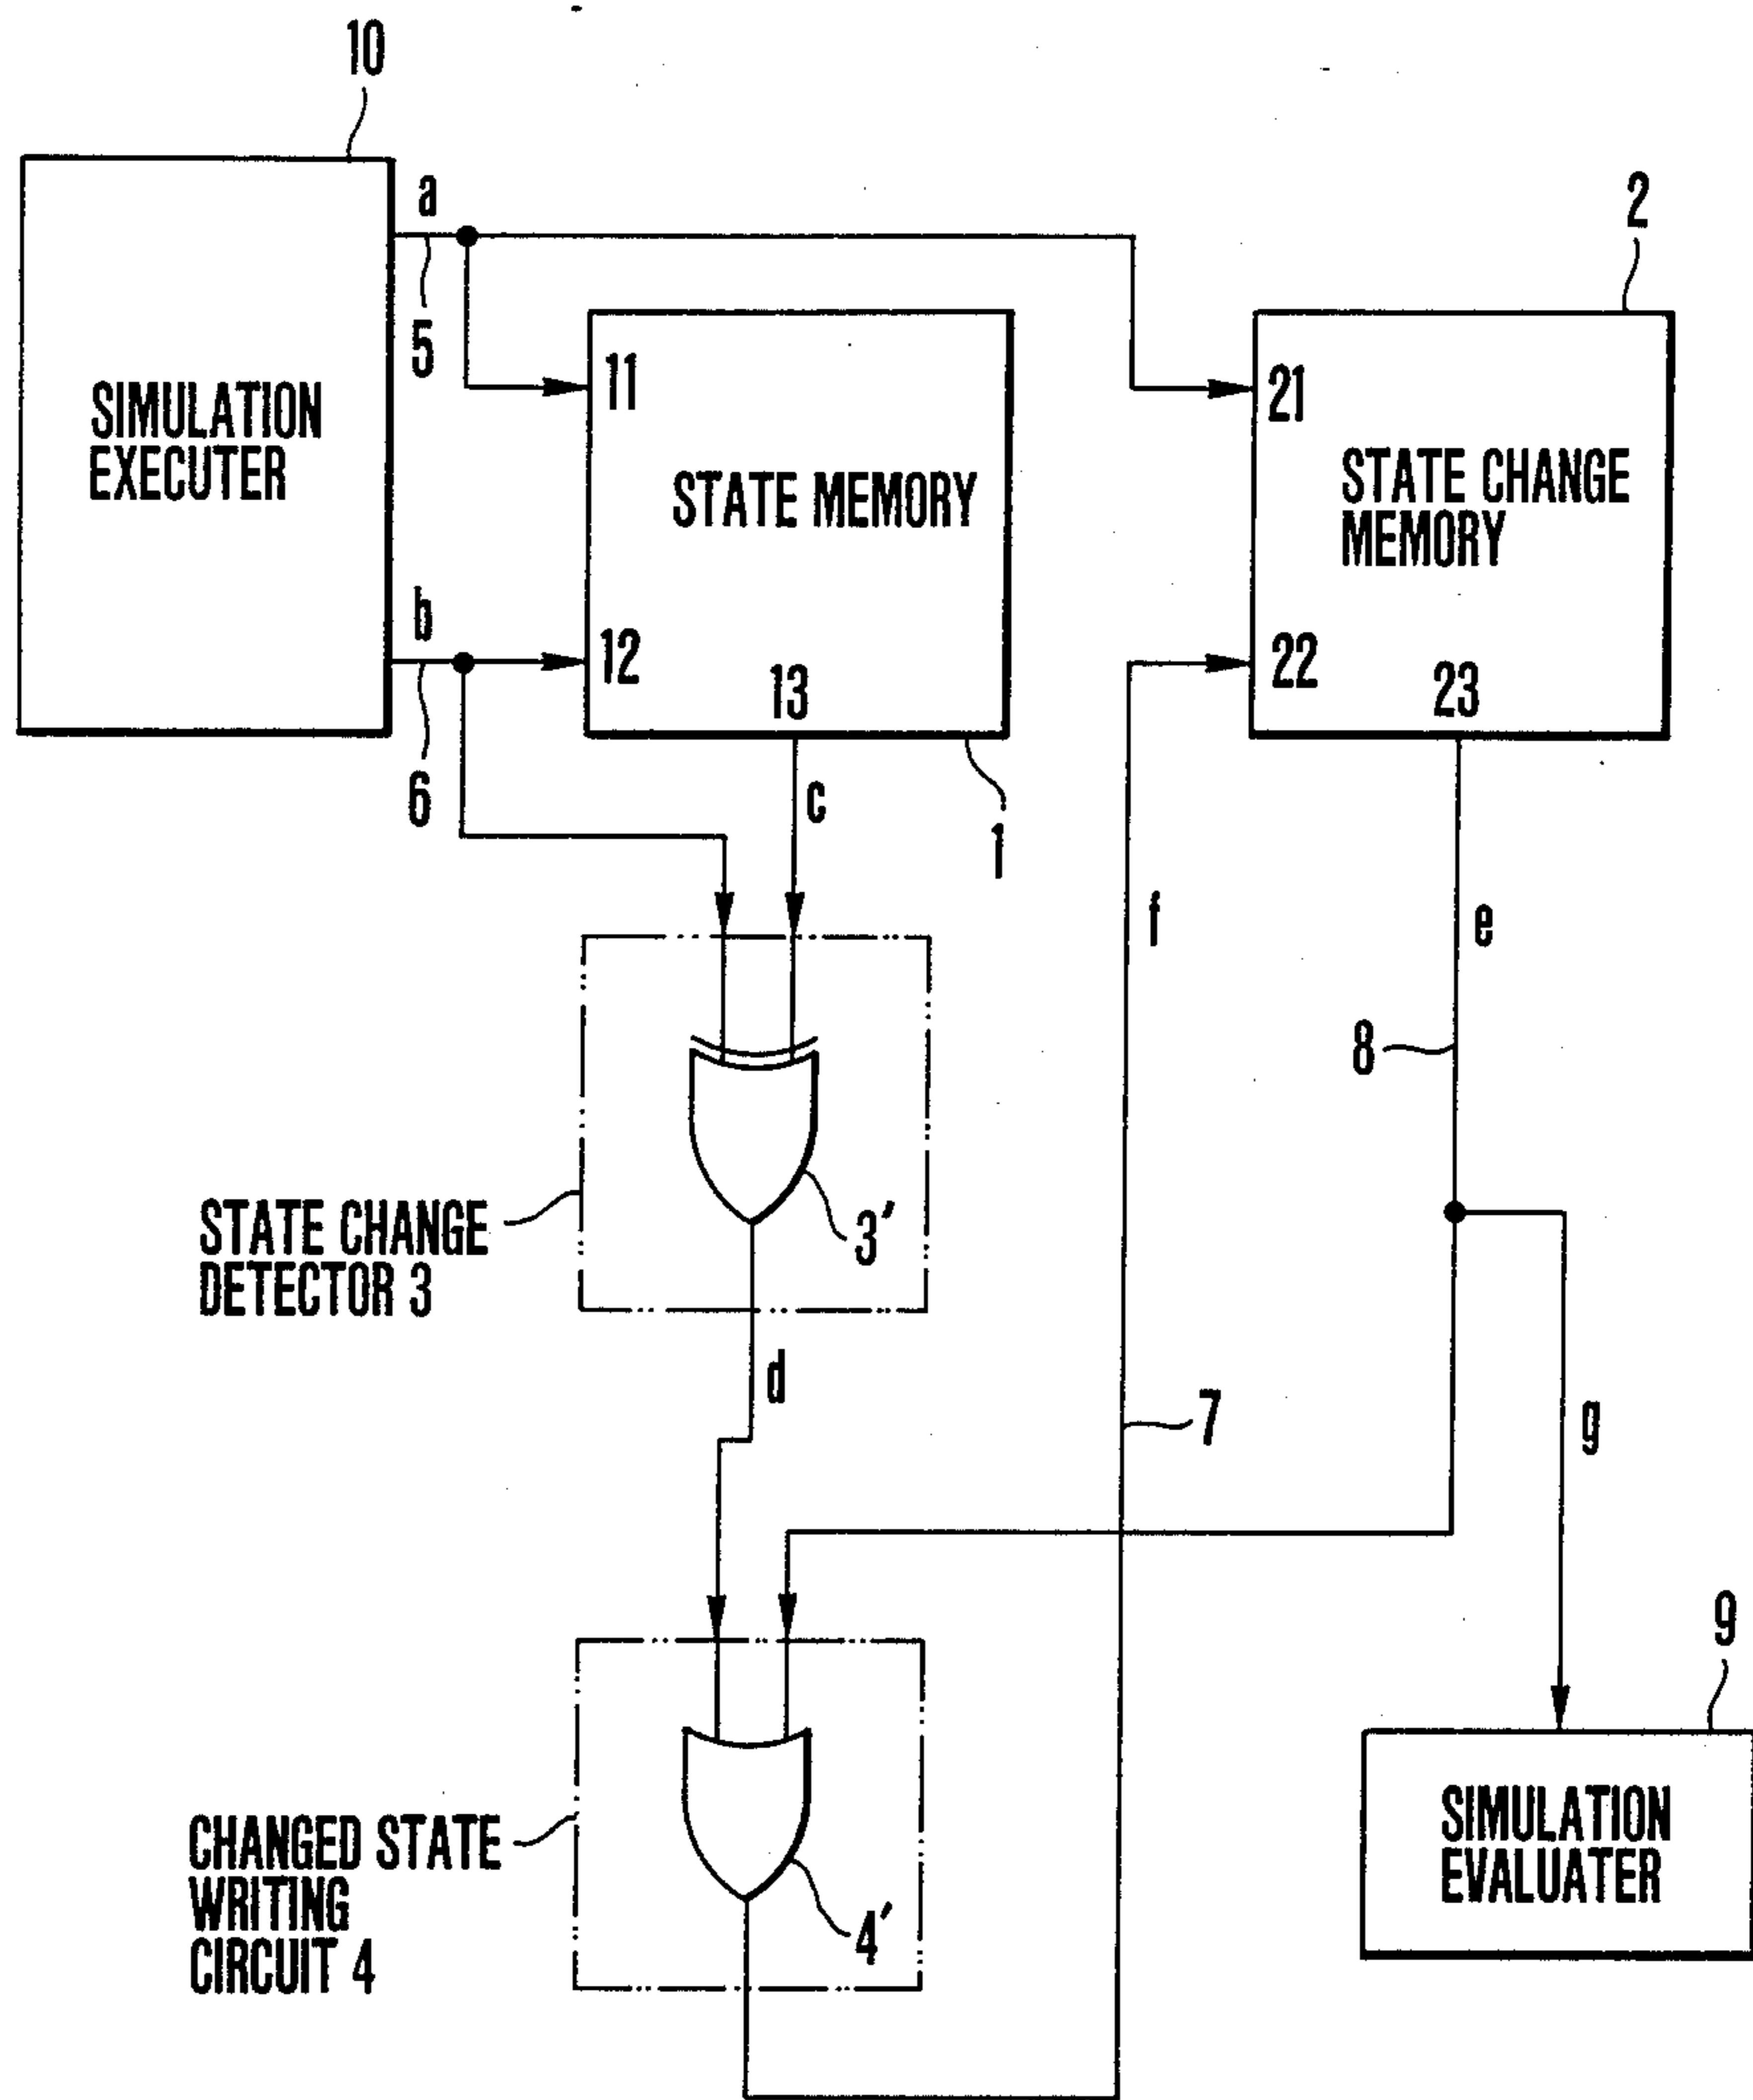 10
a
2
5
11
21
SIMULATION
EXECUTER
STATE MEMORY
STATE CHANGE
MEMORY
b
12
13
22
23
6
c
1
f
e
8
3'
STATE CHANGE
DETECTOR 3
d
7
g
9
CHANGED STATE
WRITING
CIRCUIT 4
4'
SIMULATION
EVALUATER